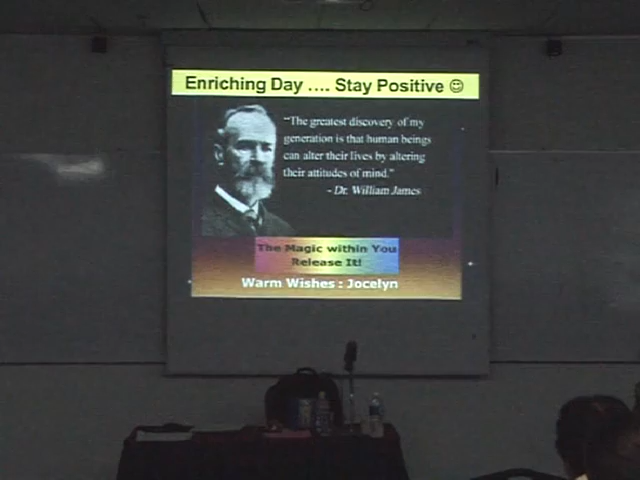 Enriching Day .... Stay Positive ☺
“The greatest discovery of my
generation is that human beings
can alter their lives by altering
their attitudes of mind.”
- Dr. William James
The Magic within You
Release It!
Warm Wishes : Jocelyn